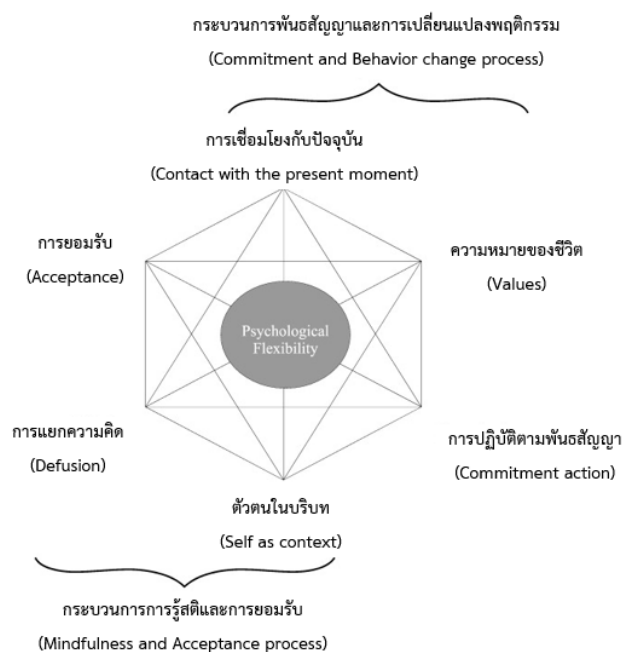 กระบวนการพันธสัญญาและการเปลี่ยนแปลงพฤติกรรม
(Commitment and Behavior change process)
การเชื่อมโยงกับปัจจุบัน
(Contact with the present moment)
การยอมรับ
(Acceptance)
ความหมายของชีวิต
(Values)
Psychological
Flexibility
การแยกความคิด
(Defusion)
การปฏิบัติตามพันธสัญญา
(Commitment action)
ตัวตนในบริบท
(Self as context)
กระบวนการการรู้สติและการยอมรับ
(Mindfulness and Acceptance process)